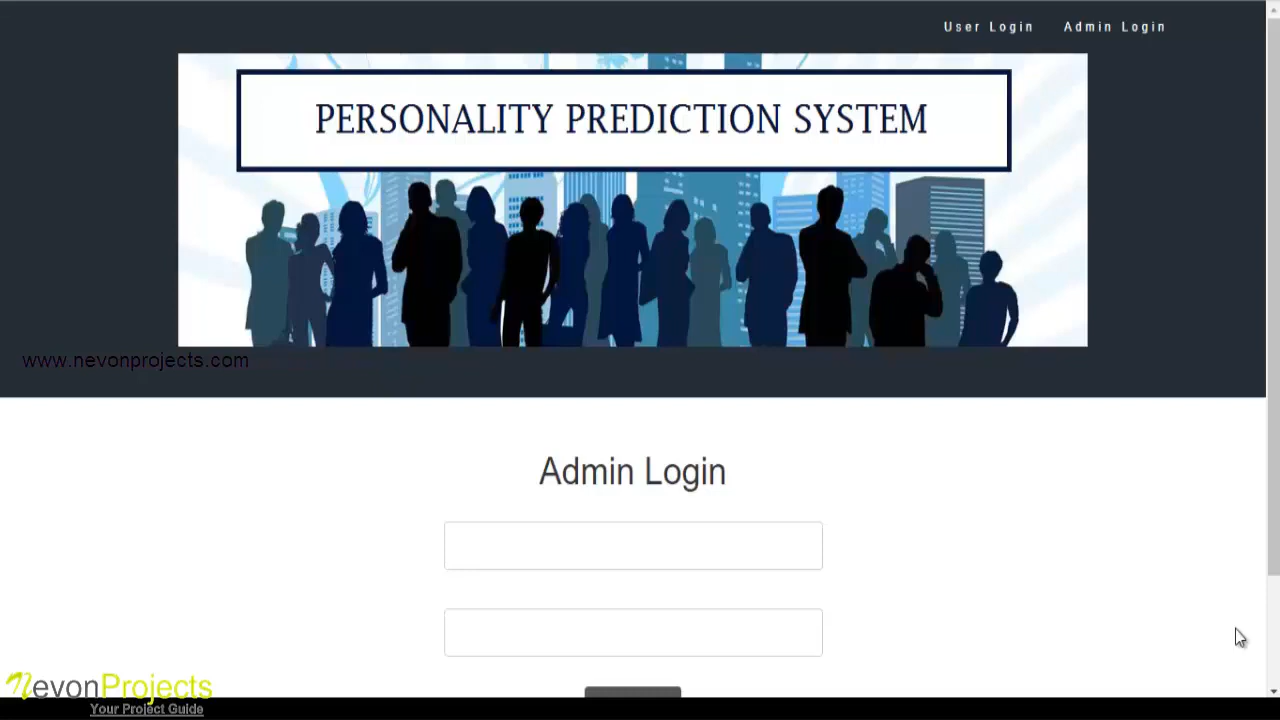 User Login Admin Login
PERSONALITY PREDICTION SYSTEM
www.nevonprojects.com
Admin Login
NevonProjects
Your Project Guide